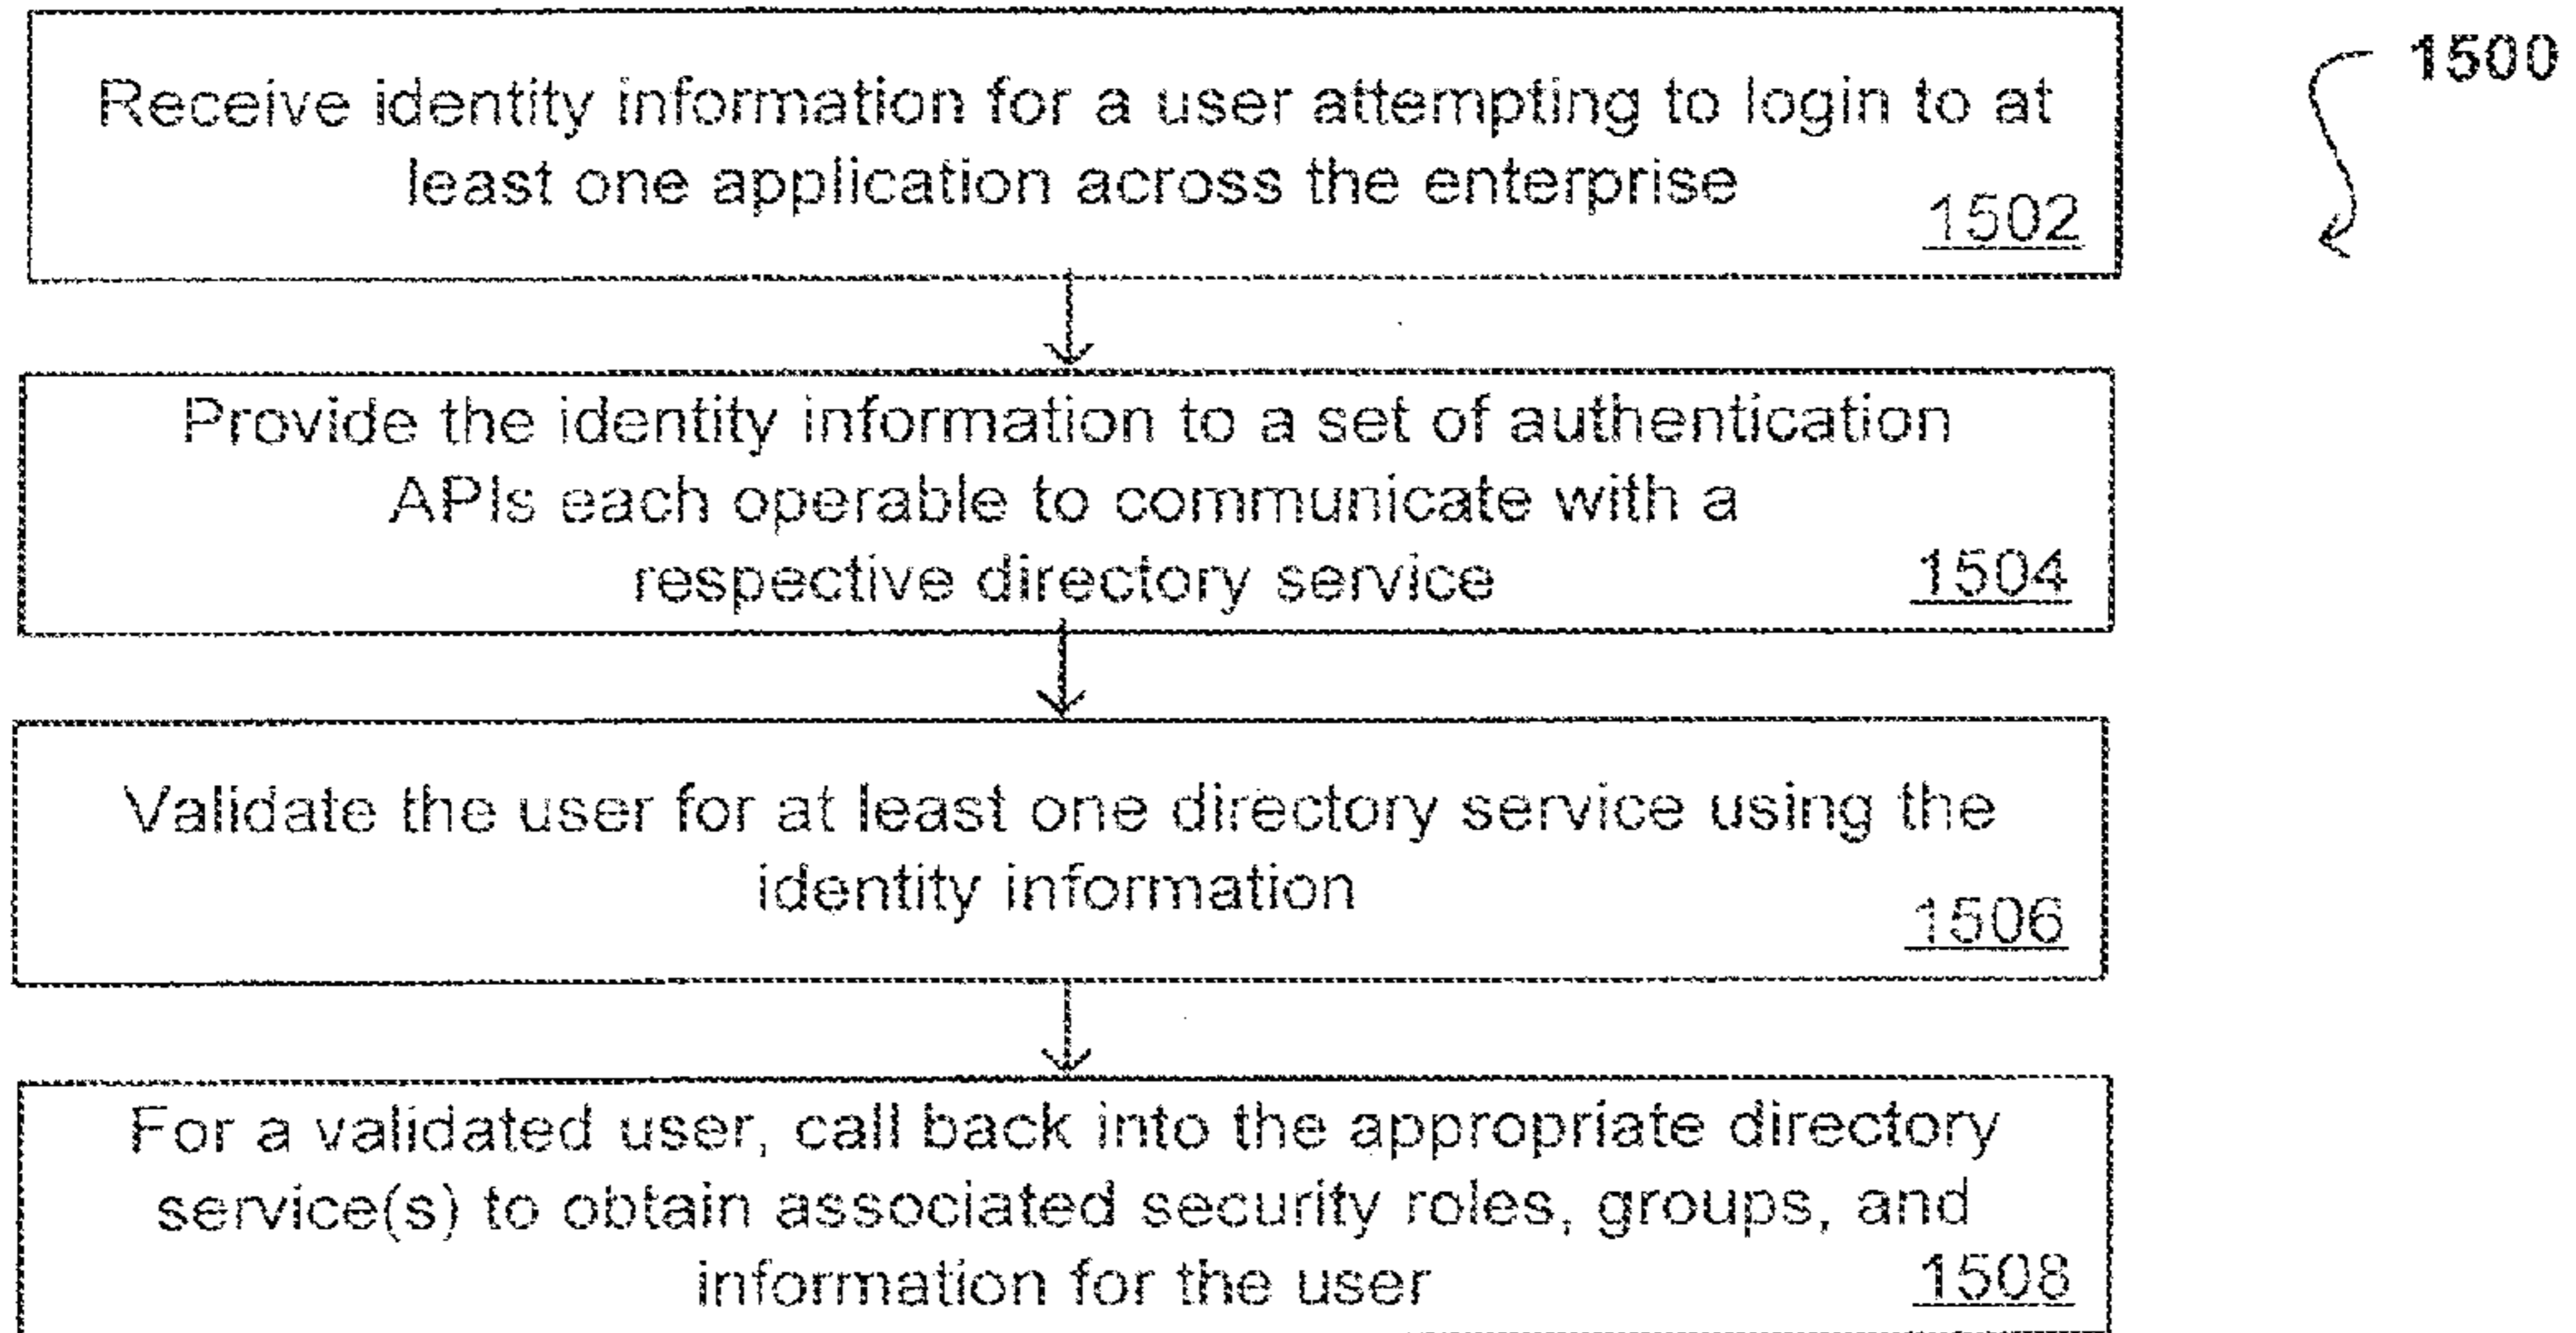 1500
Receive identity information for a user attempting to login to at
least one application across the enterprise
1502
Provide the identity information to a set of authentication
APIs each operable to communicate with a
respective directory service
1504
Validate the user for at least one directory service using the
identity information
1506
For a validated user, call back into the appropriate directory
service(s) to obtain associated security roles, groups, and
information for the user
1508